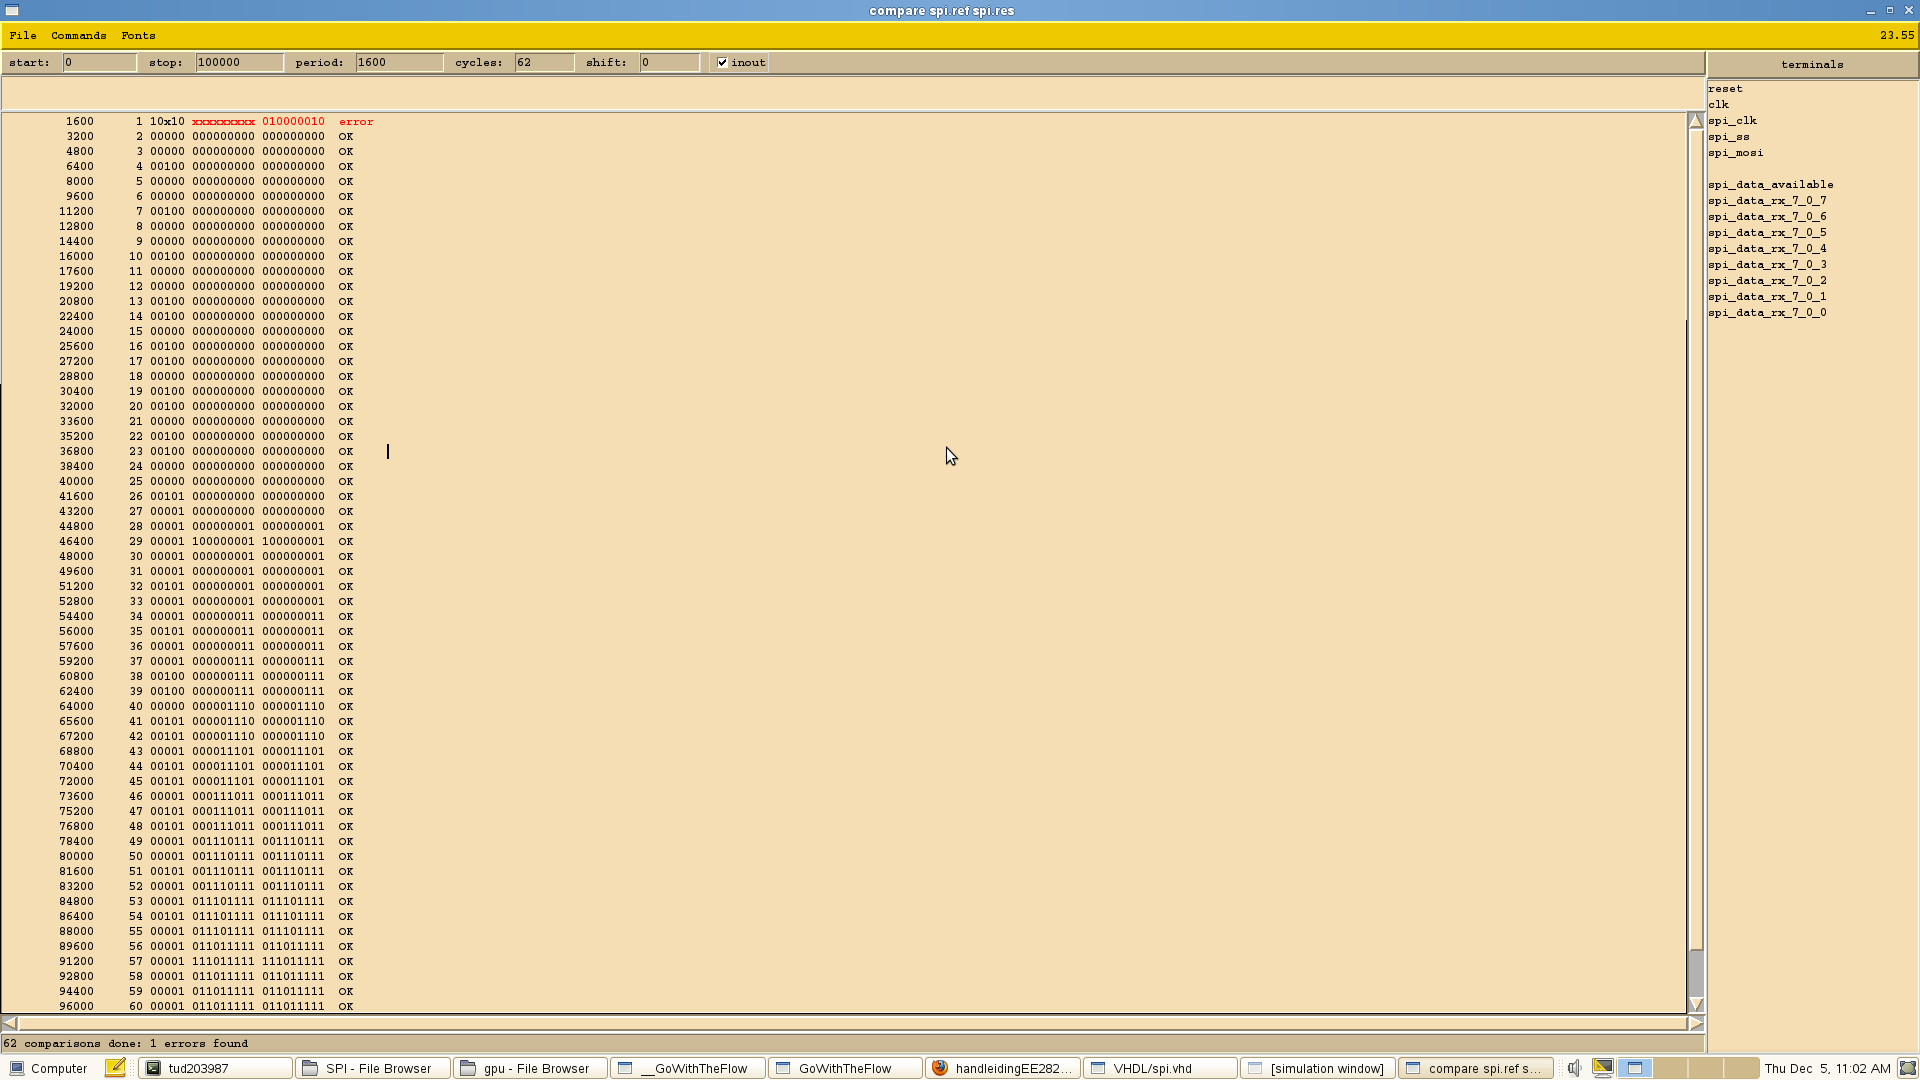 compare spi.ref spi.res
File Commands Fonts 23.55
start: 0 stop: 100000 period: 1600 cycles: 62 shift: 0 inout
terminals
1600 1 10x10 xxxxxxxxx 010000010 error
3200 2 00000 000000000 000000000 OK
4800 3 00000 000000000 000000000 OK
6400 4 00100 000000000 000000000 OK
8000 5 00000 000000000 000000000 OK
9600 6 00000 000000000 000000000 OK
11200 7 00100 000000000 000000000 OK
12800 8 00000 000000000 000000000 OK
14400 9 00000 000000000 000000000 OK
16000 10 00100 000000000 000000000 OK
17600 11 00000 000000000 000000000 OK
19200 12 00000 000000000 000000000 OK
20800 13 00100 000000000 000000000 OK
22400 14 00100 000000000 000000000 OK
24000 15 00000 000000000 000000000 OK
25600 16 00100 000000000 000000000 OK
27200 17 00100 000000000 000000000 OK
28800 18 00000 000000000 000000000 OK
30400 19 00100 000000000 000000000 OK
32000 20 00100 000000000 000000000 OK
33600 21 00000 000000000 000000000 OK
35200 22 00100 000000000 000000000 OK
36800 23 00100 000000000 000000000 OK
38400 24 00000 000000000 000000000 OK
40000 25 00000 000000000 000000000 OK
41600 26 00101 000000000 000000000 OK
43200 27 00001 000000000 000000000 OK
44800 28 00001 000000001 000000001 OK
46400 29 00001 100000001 100000001 OK
48000 30 00001 000000001 000000001 OK
49600 31 00001 000000001 000000001 OK
51200 32 00101 000000001 000000001 OK
52800 33 00001 000000001 000000001 OK
54400 34 00001 000000011 000000011 OK
56000 35 00101 000000011 000000011 OK
57600 36 00001 000000011 000000011 OK
59200 37 00001 000000111 000000111 OK
60800 38 00100 000000111 000000111 OK
62400 39 00100 000000111 000000111 OK
64000 40 00000 000001110 000001110 OK
65600 41 00101 000001110 000001110 OK
67200 42 00101 000001110 000001110 OK
68800 43 00001 000011101 000011101 OK
70400 44 00101 000011101 000011101 OK
72000 45 00101 000011101 000011101 OK
73600 46 00001 000111011 000111011 OK
75200 47 00101 000111011 000111011 OK
76800 48 00101 000111011 000111011 OK
78400 49 00001 001110111 001110111 OK
80000 50 00001 001110111 001110111 OK
81600 51 00101 001110111 001110111 OK
83200 52 00001 001110111 001110111 OK
84800 53 00001 011101111 011101111 OK
86400 54 00101 011101111 011101111 OK
88000 55 00001 011101111 011101111 OK
89600 56 00001 011011111 011011111 OK
91200 57 00001 111011111 111011111 OK
92800 58 00001 011011111 011011111 OK
94400 59 00001 011011111 011011111 OK
96000 60 00001 011011111 011011111 OK
reset
clk
spi_clk
spi_ss
spi_mosi
spi_data_available
spi_data_rx_7_0_7
spi_data_rx_7_0_6
spi_data_rx_7_0_5
spi_data_rx_7_0_4
spi_data_rx_7_0_3
spi_data_rx_7_0_2
spi_data_rx_7_0_1
spi_data_rx_7_0_0
62 comparisons done: 1 errors found
Computer tud203987 SPI - File Browser gpu - File Browser __GoWithTheFlow GoWithTheFlow handleidingEE282... VHDL/spi.vhd [simulation window] compare spi.ref s... Thu Dec 5, 11:02 AM